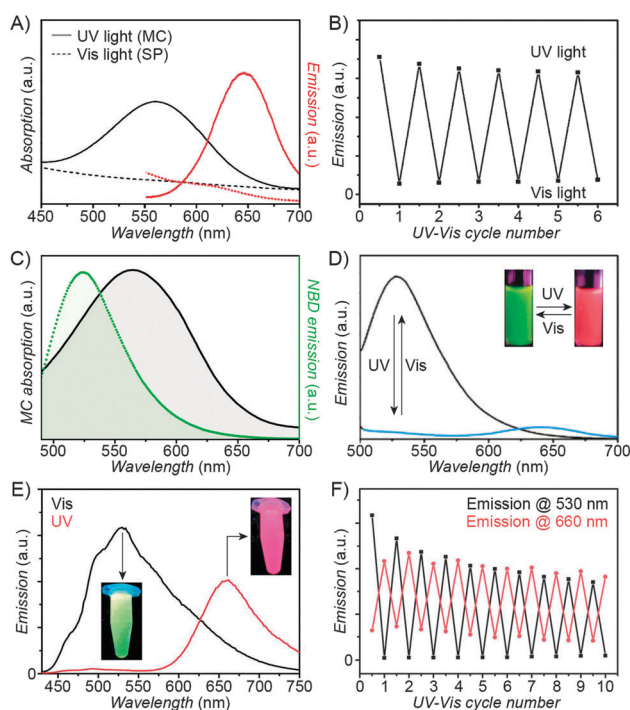 A)
UV light (MC)
Vis light (SP)
Absorption (a.u.)
Emission (a.u.)
450 500 550 600 650 700
Wavelength (nm)
B)
UV light
Vis light
Emission (a.u.)
0
0 1 2 3 4 5 6
UV-Vis cycle number
C)
MC absorption (a.u.)
NBD emission (a.u.)
500 550 600 650 700
Wavelength (nm)
D)
UV
Vis
UV Vis
Emission (a.u.)
500 550 600 650 700
Wavelength (nm)
E)
Vis
UV
Emission (a.u.)
0
450 500 550 600 650 700 750
Wavelength (nm)
F)
Emission @ 530 nm
Emission @ 660 nm
Emission (a.u.)
0
0 1 2 3 4 5 6 7 8 9 10
UV-Vis cycle number